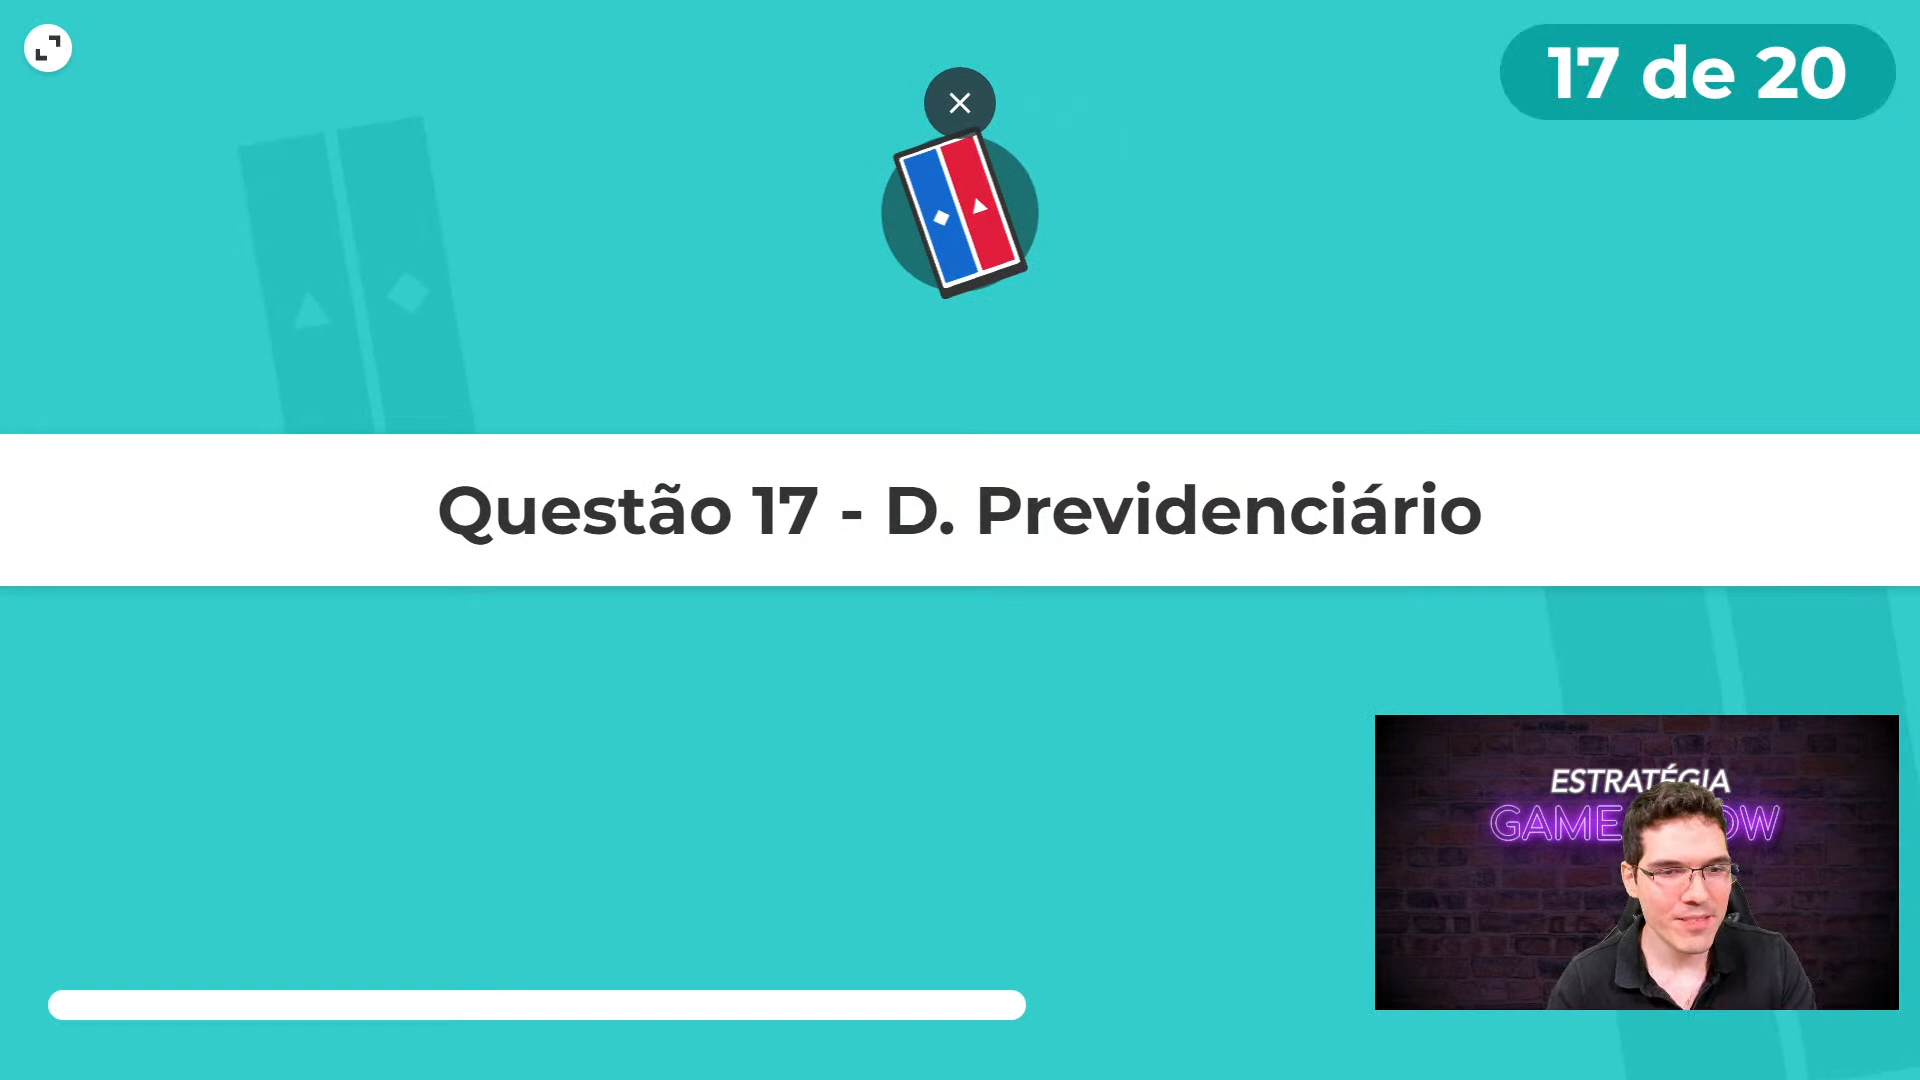 17 de 20
Questão 17 - D. Previdenciário
ESTRATÉGIA